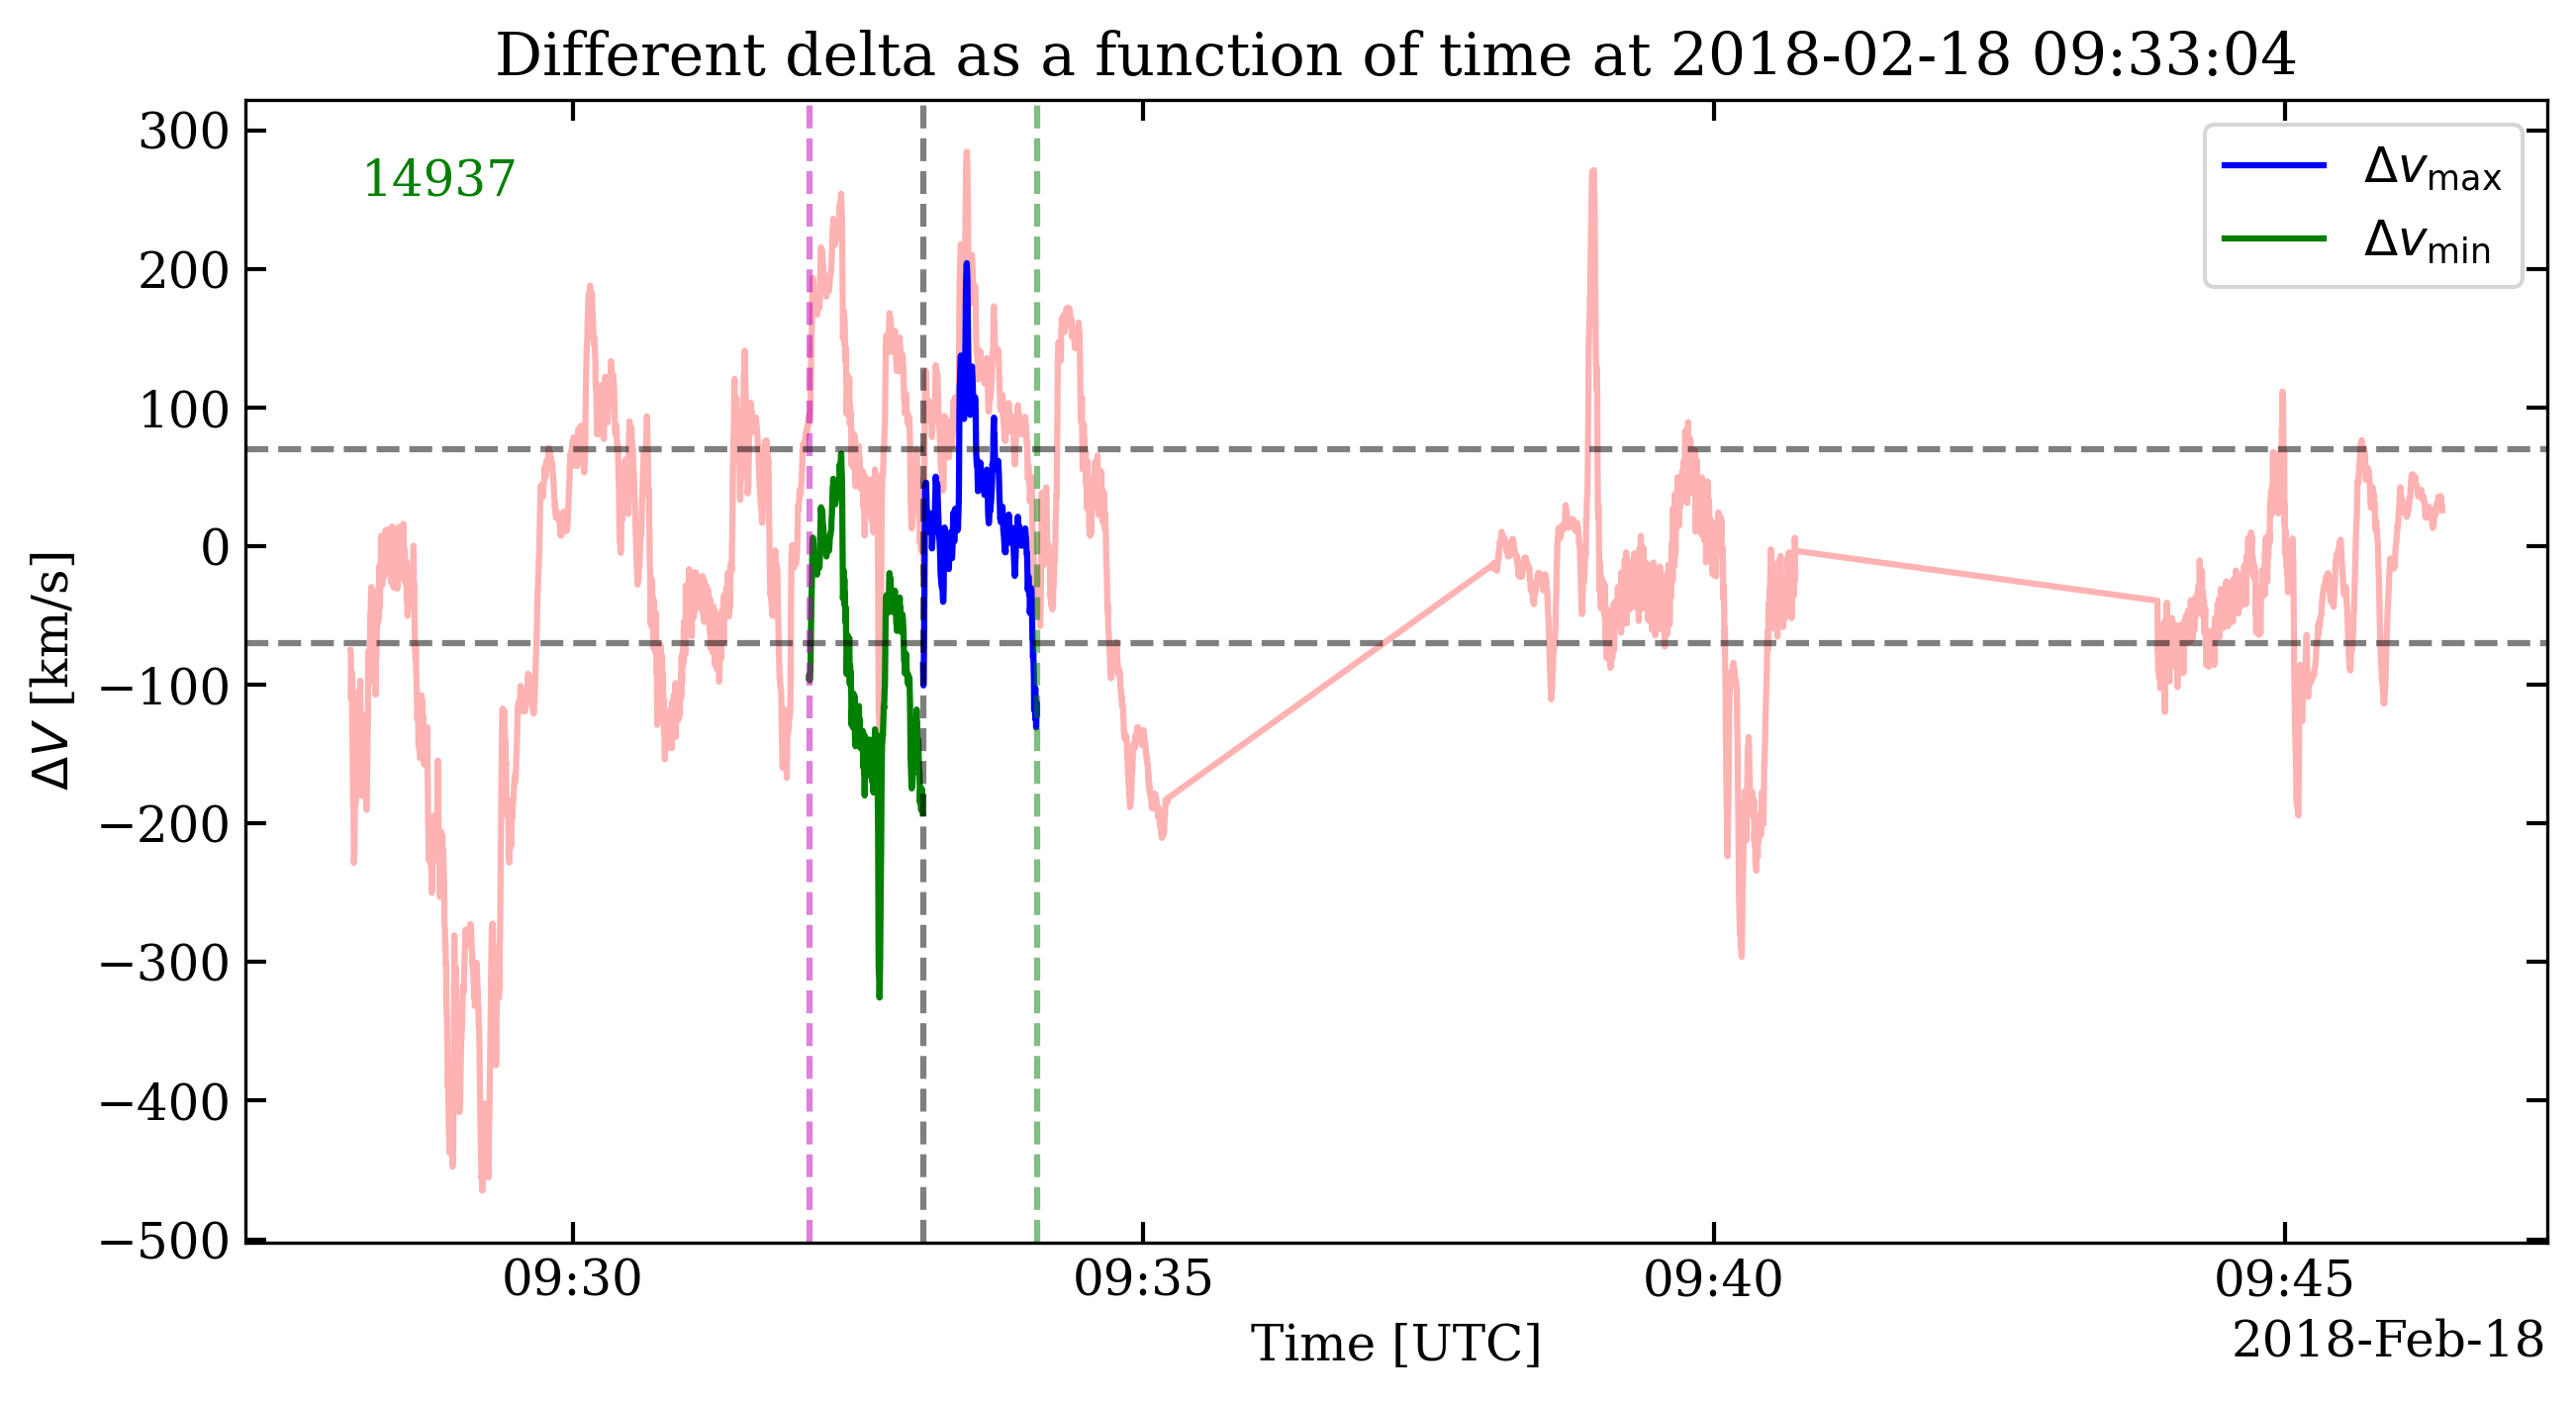 Different delta as a function of time at 2018-02-18 09:33:04
14937
Δvmax
Δvmin
300
200
100
0
−100
−200
−300
−400
−500
ΔV [km/s]
09:30 09:35 09:40 09:45
Time [UTC]
2018-Feb-18